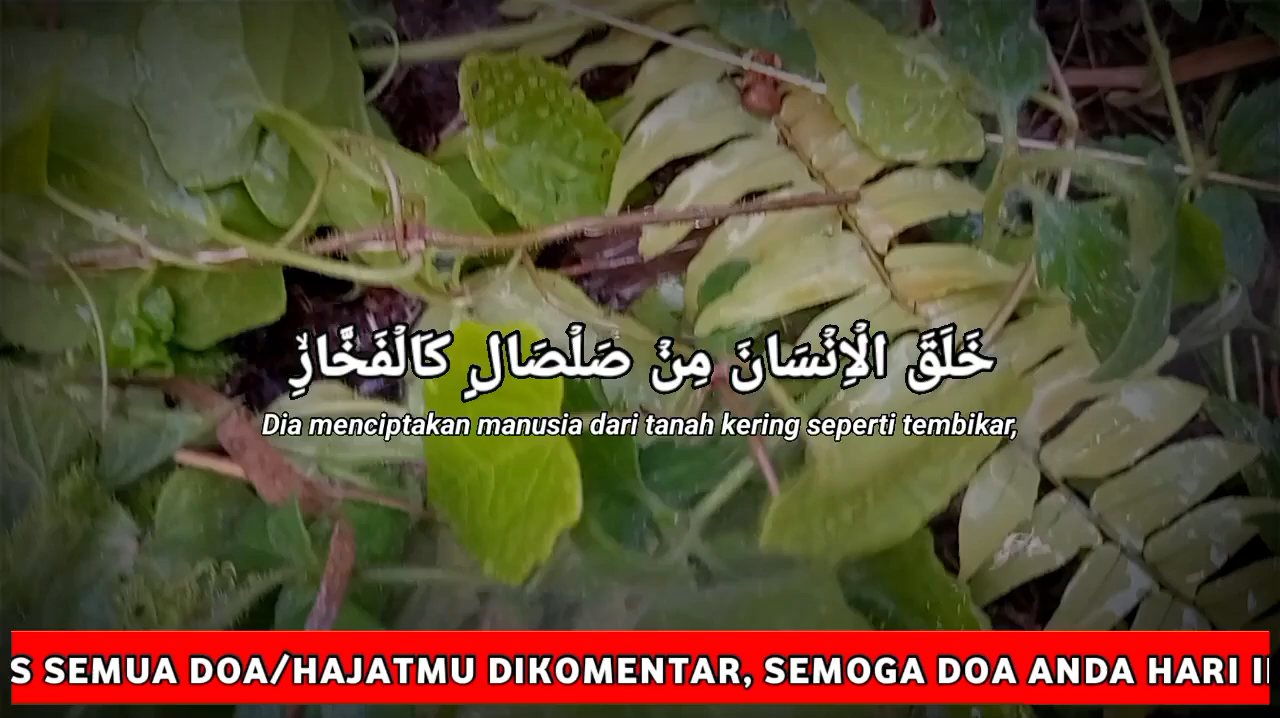 خَلَقَ الْاِنْسَانَ مِنْ صَلْصَالٍ كَالْفَخَّارِۙ
Dia menciptakan manusia dari tanah kering seperti tembikar,
SEMUA DOA/HAJATMU DIKOMENTAR, SEMOGA DOA ANDA HARI